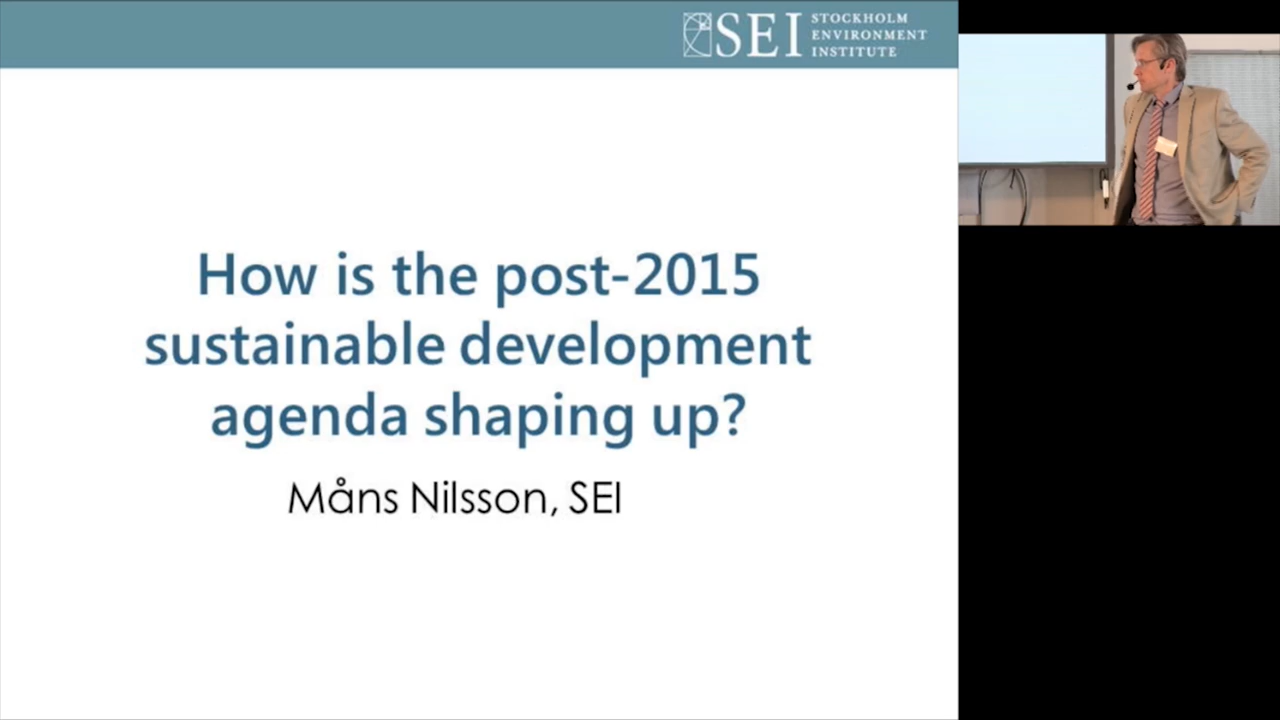 SEI STOCKHOLM
ENVIRONMENT
INSTITUTE
How is the post-2015
sustainable development
agenda shaping up?
Måns Nilsson, SEI